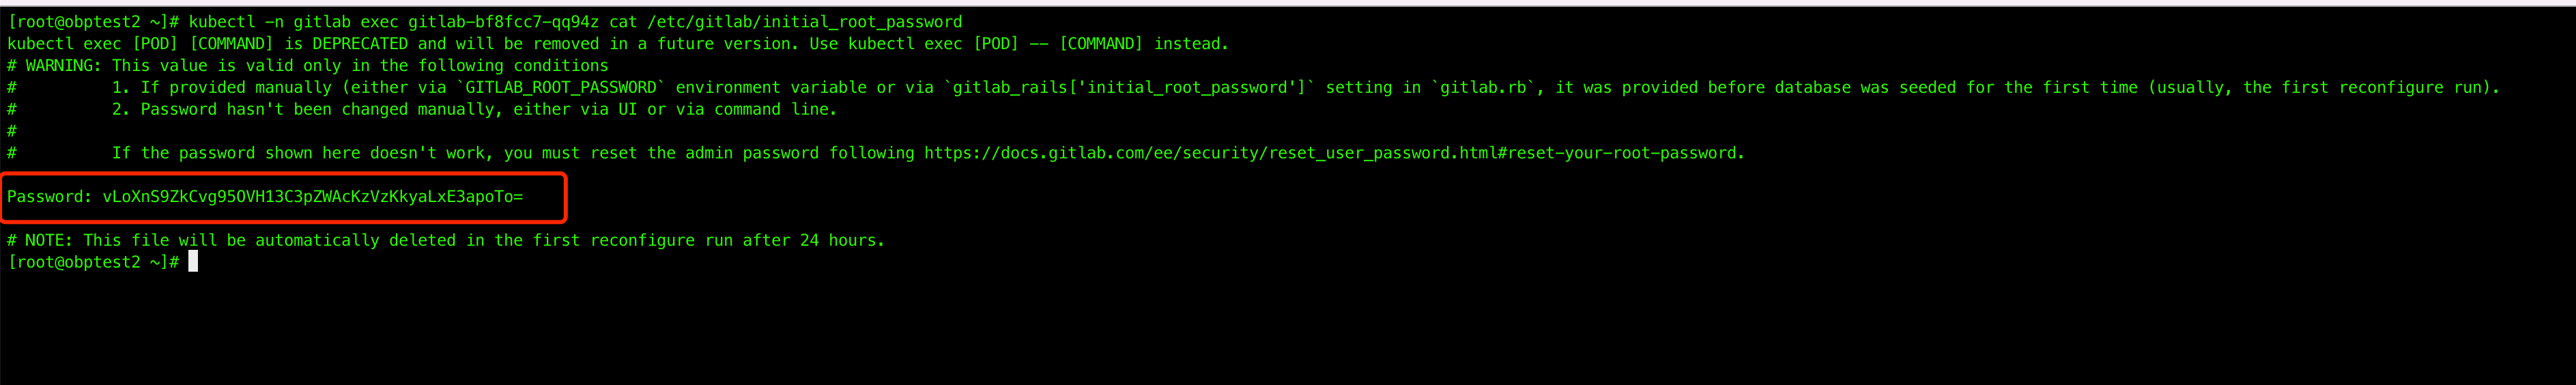 [root@obptest2 ~]# kubectl -n gitlab exec gitlab-bf8fcc7-qq94z cat /etc/gitlab/initial_root_password
kubectl exec [POD] [COMMAND] is DEPRECATED and will be removed in a future version. Use kubectl exec [POD] -- [COMMAND] instead.
# WARNING: This value is valid only in the following conditions
#          1. If provided manually (either via `GITLAB_ROOT_PASSWORD` environment variable or via `gitlab_rails['initial_root_password']` setting in `gitlab.rb`, it was provided before database was seeded for the first time (usually, the first reconfigure run).
#          2. Password hasn't been changed manually, either via UI or via command line.
#
#          If the password shown here doesn't work, you must reset the admin password following https://docs.gitlab.com/ee/security/reset_user_password.html#reset-your-root-password.
Password: vLoXnS9ZkCvg95OVH13C3pZWAcKzVzKkyaLxE3apoTo=
# NOTE: This file will be automatically deleted in the first reconfigure run after 24 hours.
[root@obptest2 ~]#